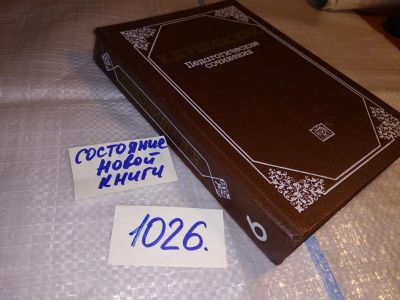 К.Д. УШИНСКИЙ
Педагогические
сочинения
6
состояние
новой
книги
1026.